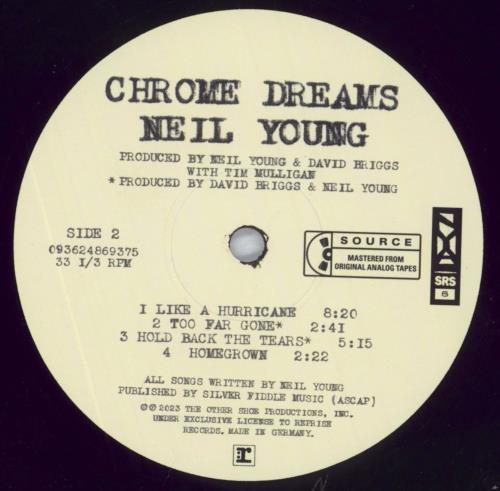 CHROME DREAMS
NEIL YOUNG
PRODUCED BY NEIL YOUNG & DAVID BRIGGS
WITH TIM MULLIGAN
*PRODUCED BY DAVID BRIGGS & NEIL YOUNG
SIDE 2
093624869375
33 1/3 RPM
SOURCE
MASTERED FROM
ORIGINAL ANALOG TAPES
NYA
SRS
1 LIKE A HURRICANE 8:20
2 TOO FAR GONE* 2:41
3 HOLD BACK THE TEARS* 5:15
4 HOMEGROWN 2:22
ALL SONGS WRITTEN BY NEIL YOUNG
PUBLISHED BY SILVER FIDDLE MUSIC (ASCAP)
©℗ 2023 THE OTHER SHOE PRODUCTIONS, INC.
UNDER EXCLUSIVE LICENSE TO REPRISE
RECORDS. MADE IN GERMANY.
r